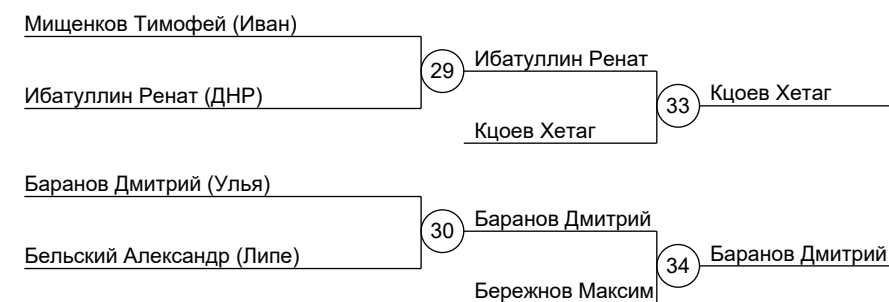 Мищенков Тимофей (Иван)
Ибатуллин Ренат
29
Кцоев Хетаг
Ибатуллин Ренат (ДНР)
33
Кцоев Хетаг
Баранов Дмитрий (Улья)
Баранов Дмитрий
30
Баранов Дмитрий
Бельский Александр (Липе)
34
Бережнов Максим